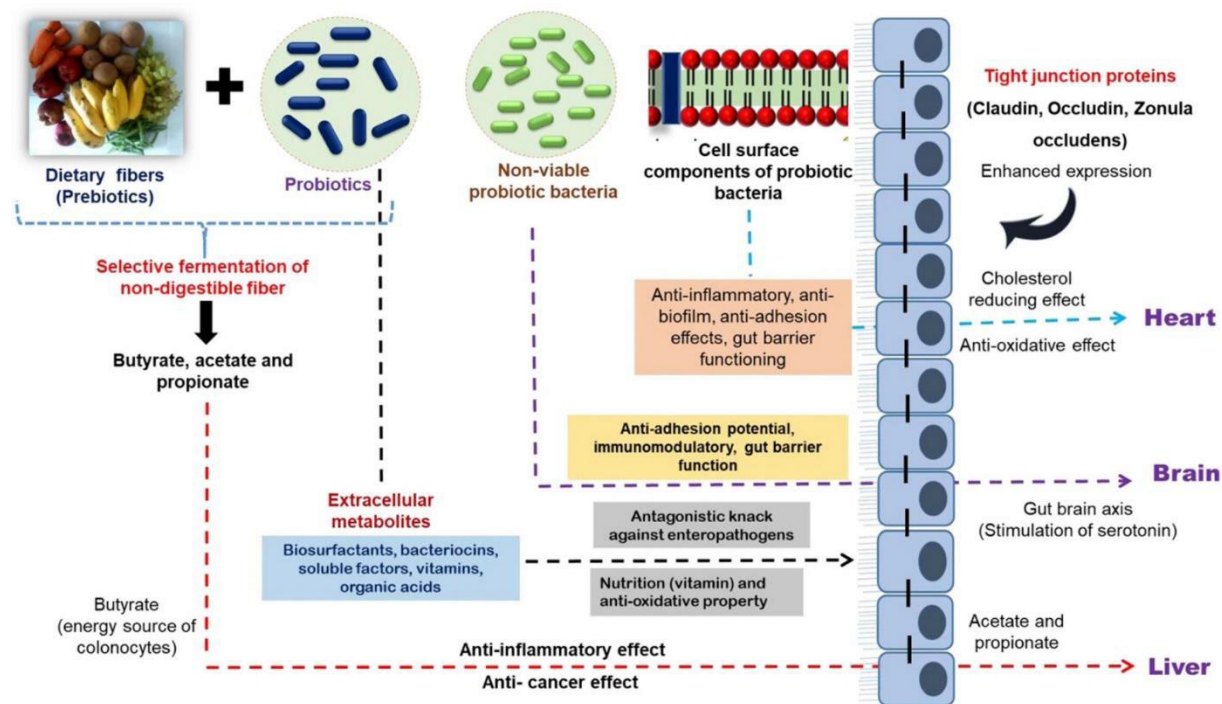 Dietary fibers
(Prebiotics)
Probiotics
Non-viable
probiotic bacteria
Cell surface
components of probiotic
bacteria
Tight junction proteins
(Claudin, Occludin, Zonula
occludens)
Enhanced expression
Selective fermentation of
non-digestible fiber
Butyrate, acetate and
propionate
Anti-inflammatory, anti-
biofilm, anti-adhesion
effects, gut barrier
functioning
Cholesterol
reducing effect
Heart
Anti-oxidative effect
Anti-adhesion potential,
immunomodulatory, gut barrier
function
Brain
Gut brain axis
(Stimulation of serotonin)
Extracellular
metabolites
Biosurfactants, bacteriocins,
soluble factors, vitamins,
organic acids
Antagonistic knack
against enteropathogens
Nutrition (vitamin) and
anti-oxidative property
Butyrate
(energy source of
colonocytes)
Anti-inflammatory effect
Anti- cancer effect
Acetate and
propionate
Liver